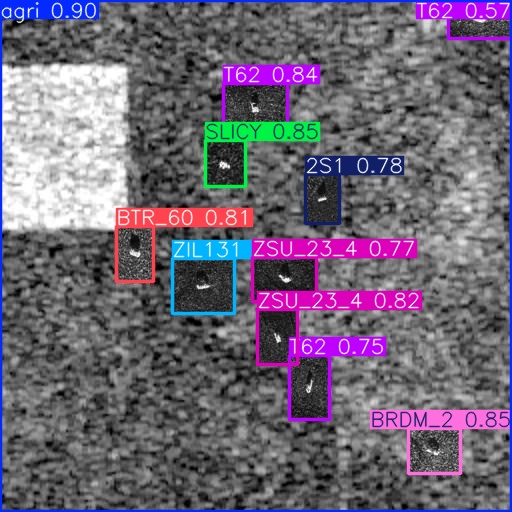 agri 0.90
T62 0.57
T62 0.84
SLICY 0.85
2S1 0.78
BTR_60 0.81
ZIL131
ZSU_23_4 0.77
ZSU_23_4 0.82
T62 0.75
BRDM_2 0.85